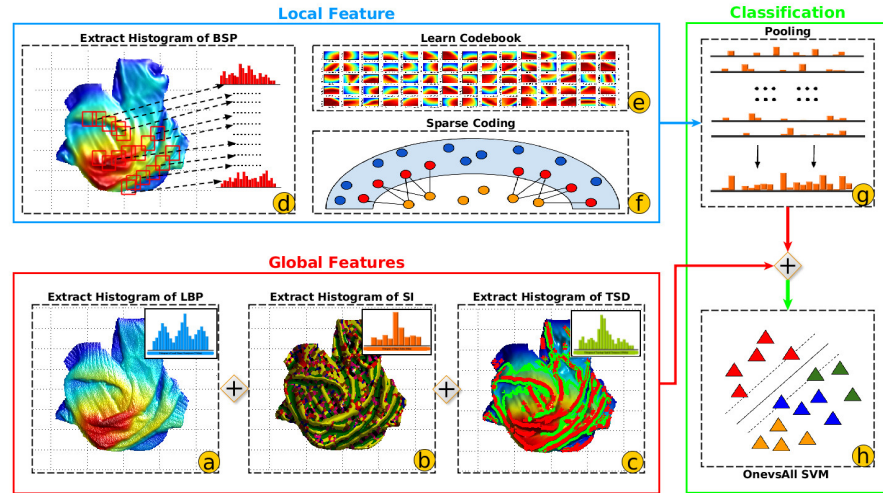 Local Feature
Classification
Extract Histogram of BSP
Learn Codebook
Pooling
e
Sparse Coding
d
f
g
Global Features
Extract Histogram of LBP
Extract Histogram of SI
Extract Histogram of TSD
a
b
c
h
OnevsAll SVM